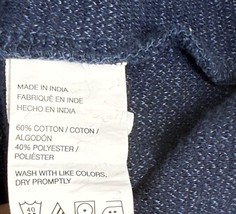 MADE IN INDIA
FABRIQUÉ EN INDE
HECHO EN INDIA
60% COTTON / COTON /
ALGODÓN
40% POLYESTER /
POLIÉSTER
WASH WITH LIKE COLORS,
DRY PROMPTLY
40